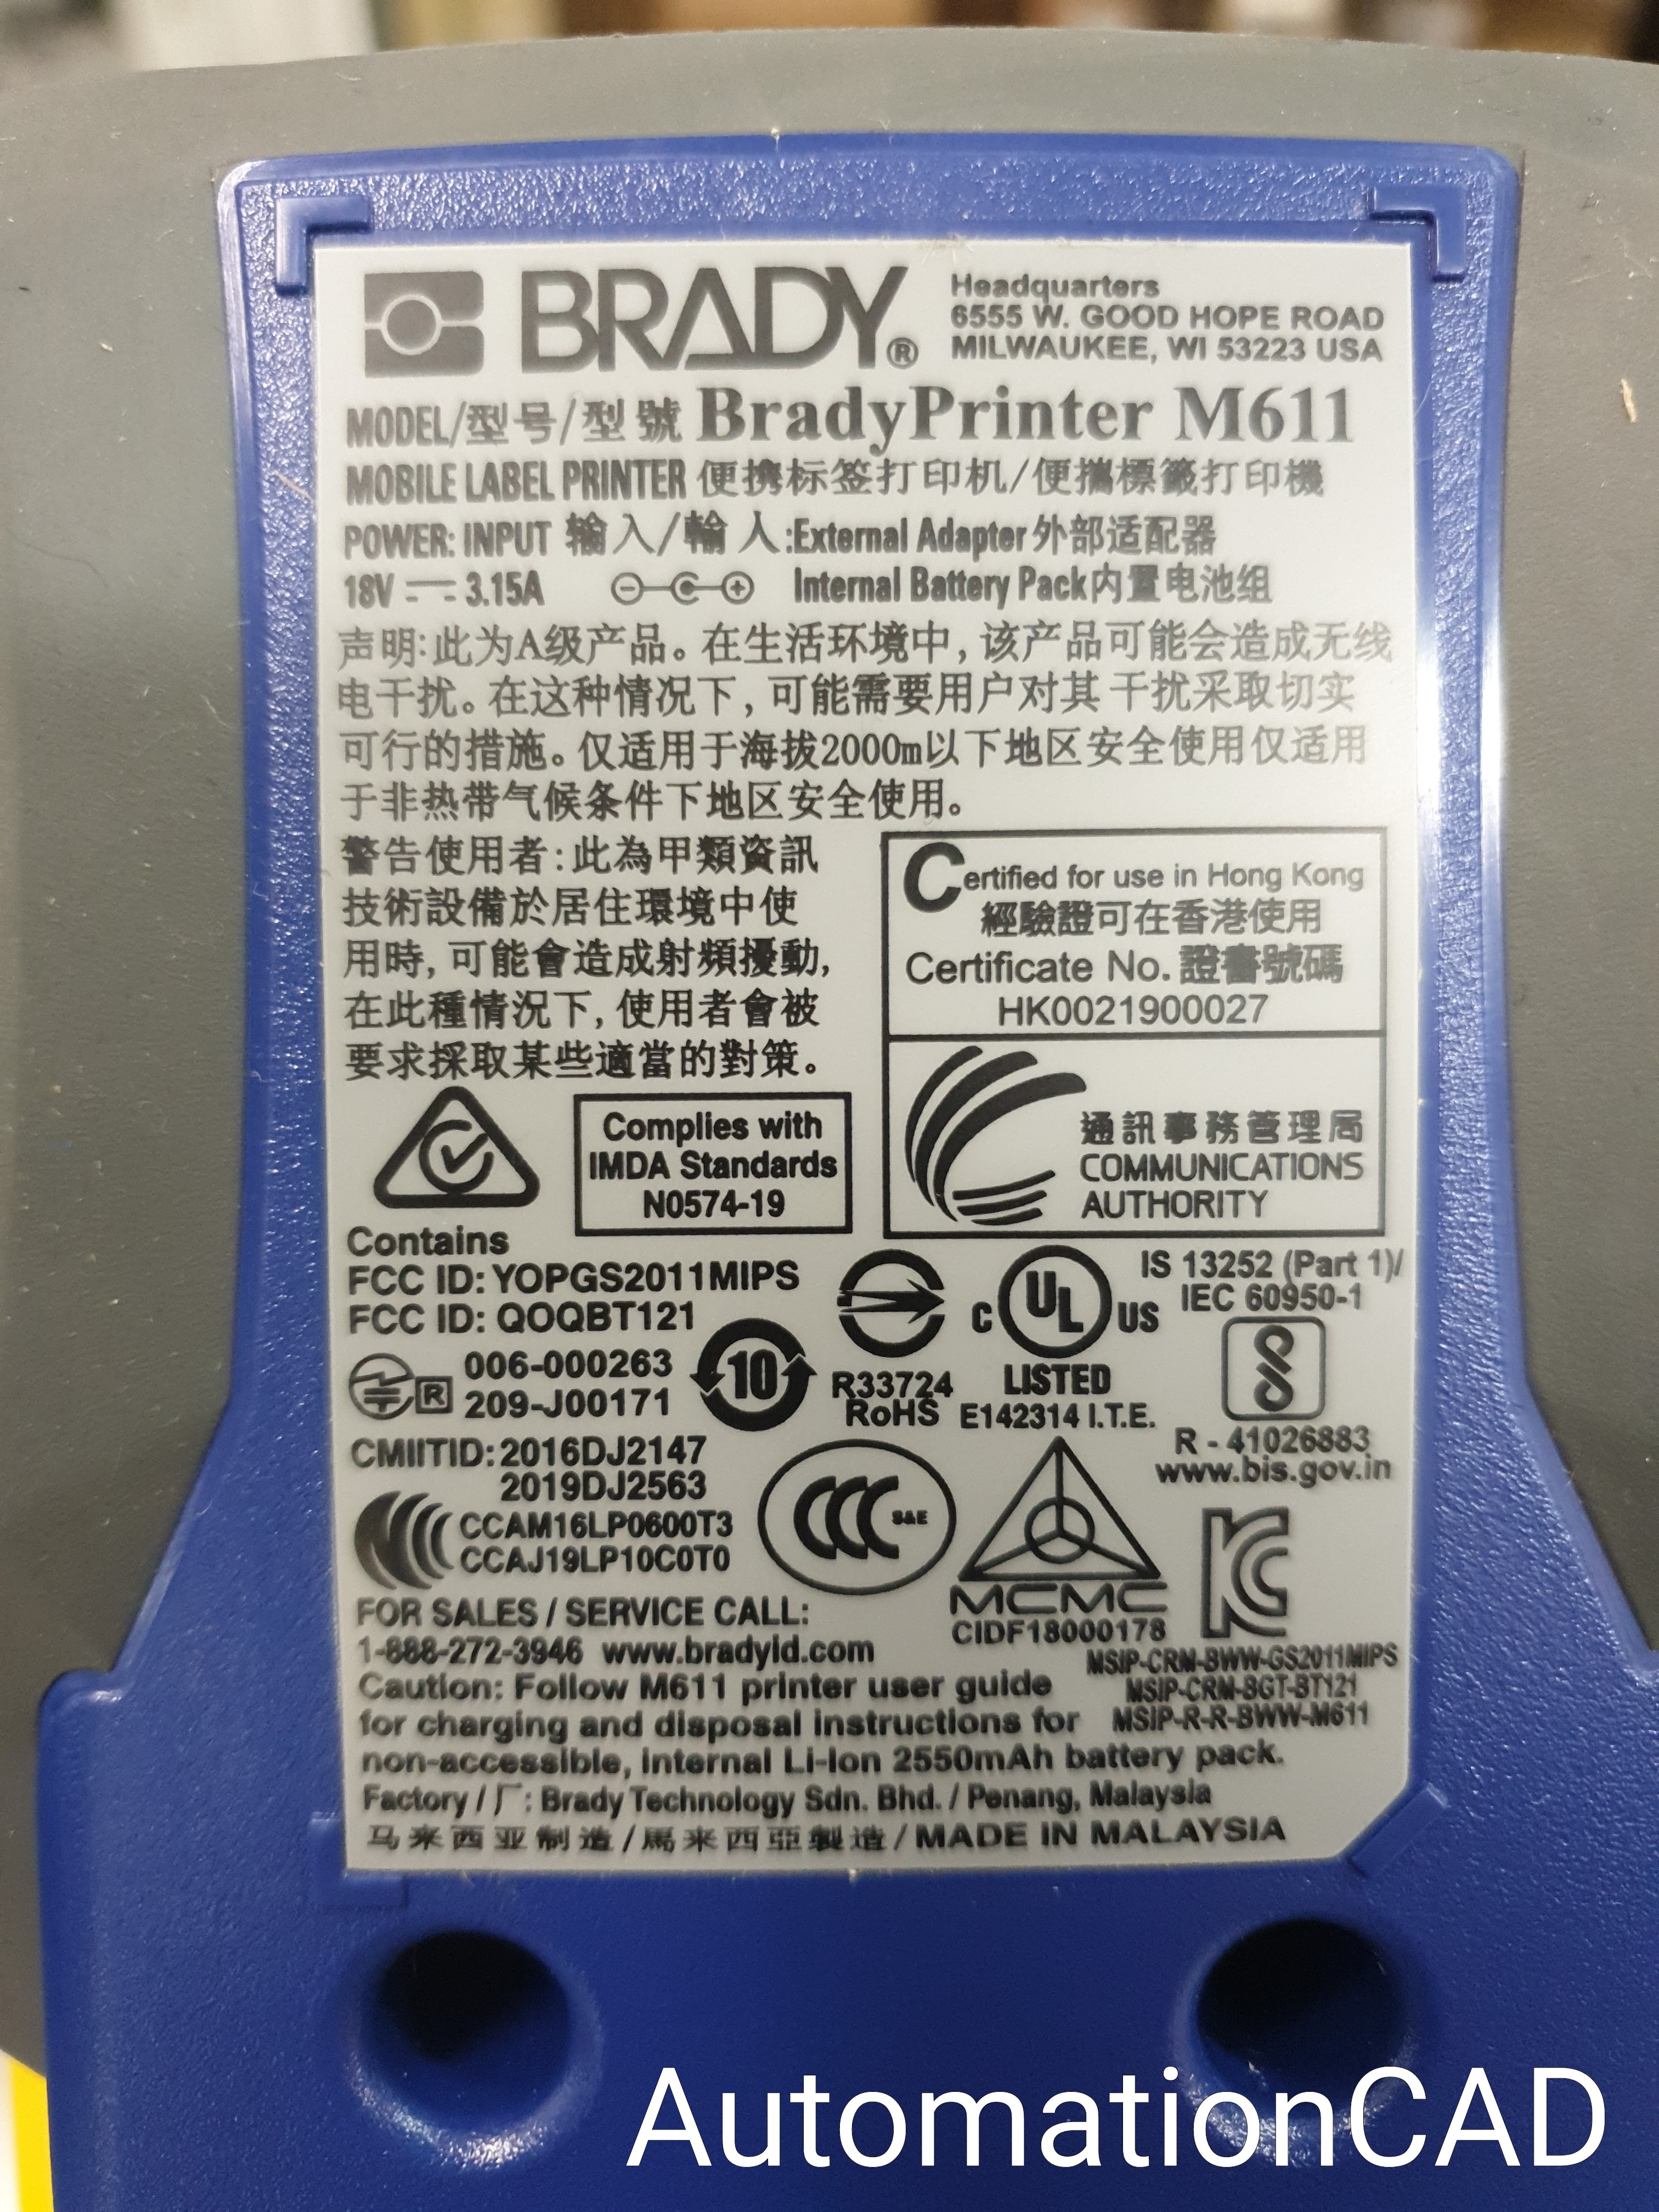 BRADY®
Headquarters
6555 W. GOOD HOPE ROAD
MILWAUKEE, WI 53223 USA
MODEL/型号/型號 BradyPrinter M611
MOBILE LABEL PRINTER 便携标签打印机/便攜標籤打印機
POWER: INPUT 输入/輸入:External Adapter外部适配器
18V ⎓ 3.15A Internal Battery Pack内置电池组
声明:此为A级产品。在生活环境中,该产品可能会造成无线
电干扰。在这种情况下,可能需要用户对其干扰采取切实
可行的措施。仅适用于海拔2000m以下地区安全使用仅适用
于非热带气候条件下地区安全使用。
警告使用者:此為甲類資訊
技術設備於居住環境中使
用時,可能會造成射頻擾動,
在此種情況下,使用者會被
要求採取某些適當的對策。
Certified for use in Hong Kong
經驗證可在香港使用
Certificate No. 證書號碼
HK0021900027
通訊事務管理局
COMMUNICATIONS
AUTHORITY
Complies with
IMDA Standards
N0574-19
Contains
FCC ID: YOPGS2011MIPS
FCC ID: QOQBT121
R 006-000263
209-J00171
10
R33724
RoHS
C UL US
LISTED
E142314 I.T.E.
IS 13252 (Part 1)/
IEC 60950-1
R - 41026883
www.bis.gov.in
CMIITID: 2016DJ2147
2019DJ2563
CCAM16LP0600T3
CCAJ19LP10C0T0
CCC S&E
MCMC
CIDF18000178
KC
MSIP-CRM-BWW-GS2011MIPS
MSIP-CRM-BGT-BT121
MSIP-R-R-BWW-M611
FOR SALES / SERVICE CALL:
1-888-272-3946 www.bradyid.com
Caution: Follow M611 printer user guide
for charging and disposal instructions for
non-accessible, internal Li-Ion 2550mAh battery pack.
Factory / 厂: Brady Technology Sdn. Bhd. / Penang, Malaysia
马来西亚制造/馬来西亞製造/MADE IN MALAYSIA
AutomationCAD